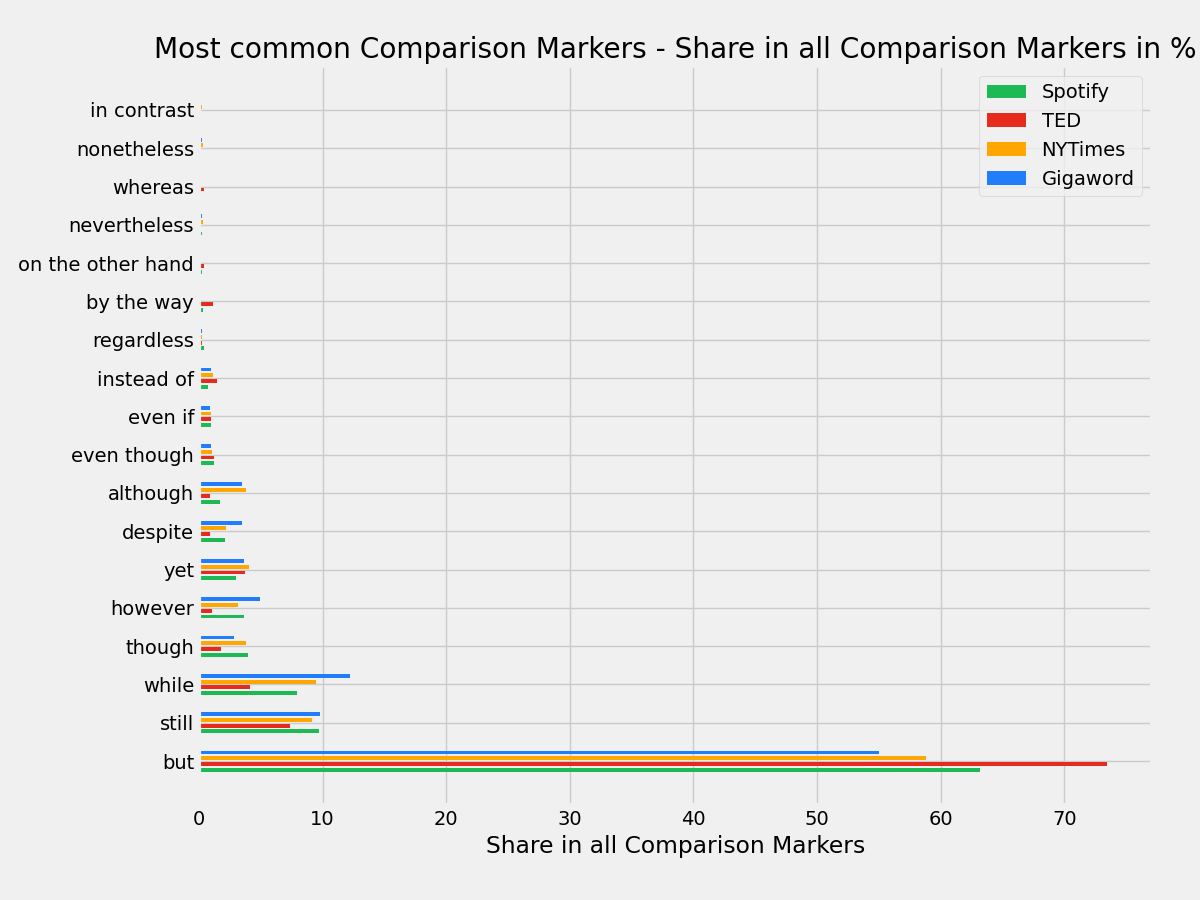 Most common Comparison Markers - Share in all Comparison Markers in %
Spotify
TED
NYTimes
Gigaword
in contrast
nonetheless
whereas
nevertheless
on the other hand
by the way
regardless
instead of
even if
even though
although
despite
yet
however
though
while
still
but
0 10 20 30 40 50 60 70
Share in all Comparison Markers